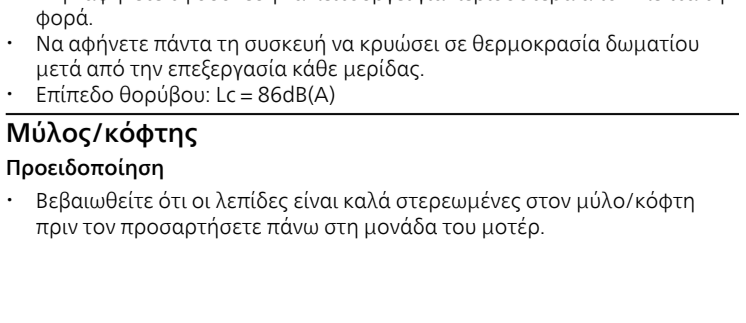 φορά.
• Να αφήνετε πάντα τη συσκευή να κρυώσει σε θερμοκρασία δωματίου
μετά από την επεξεργασία κάθε μερίδας.
• Επίπεδο θορύβου: Lc = 86dB(A)
Μύλος/κόφτης
Προειδοποίηση
• Βεβαιωθείτε ότι οι λεπίδες είναι καλά στερεωμένες στον μύλο/κόφτη
πριν τον προσαρτήσετε πάνω στη μονάδα του μοτέρ.